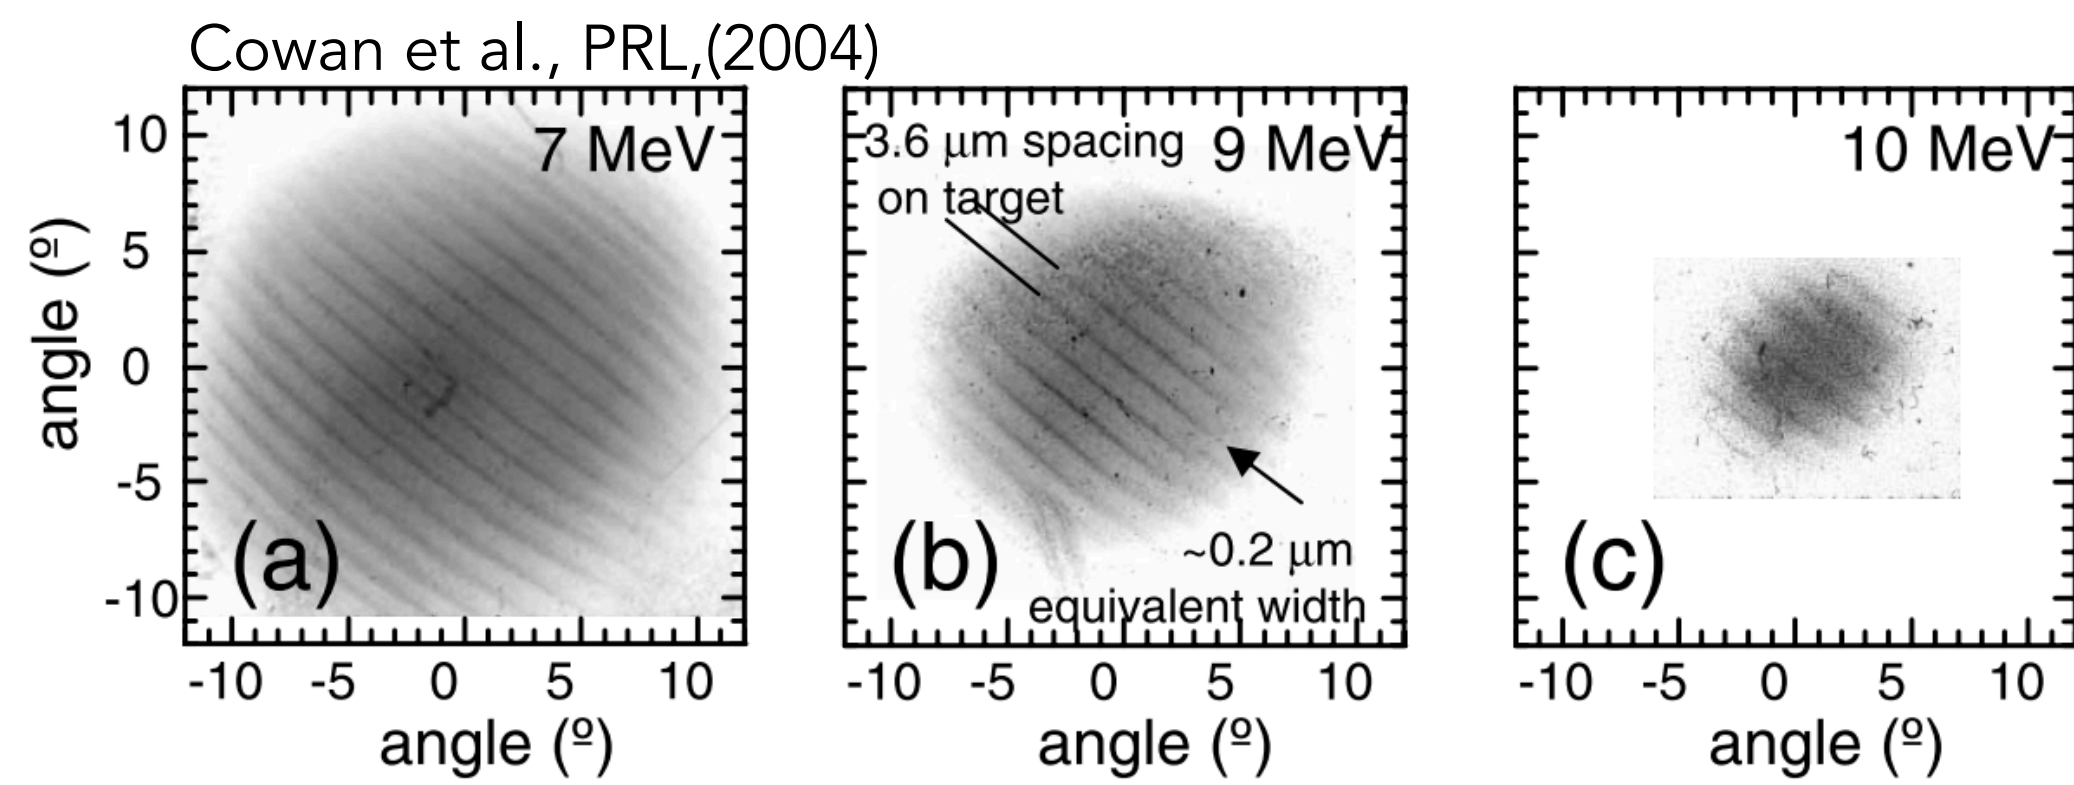 Cowan et al., PRL,(2004)
7 MeV
(a)
angle (º)
10
5
0
-5
-10
-10 -5 0 5 10
angle (º)
3.6 μm spacing
on target
9 MeV
(b)
~0.2 μm
equivalent width
-10 -5 0 5 10
angle (º)
10 MeV
(c)
-10 -5 0 5 10
angle (º)